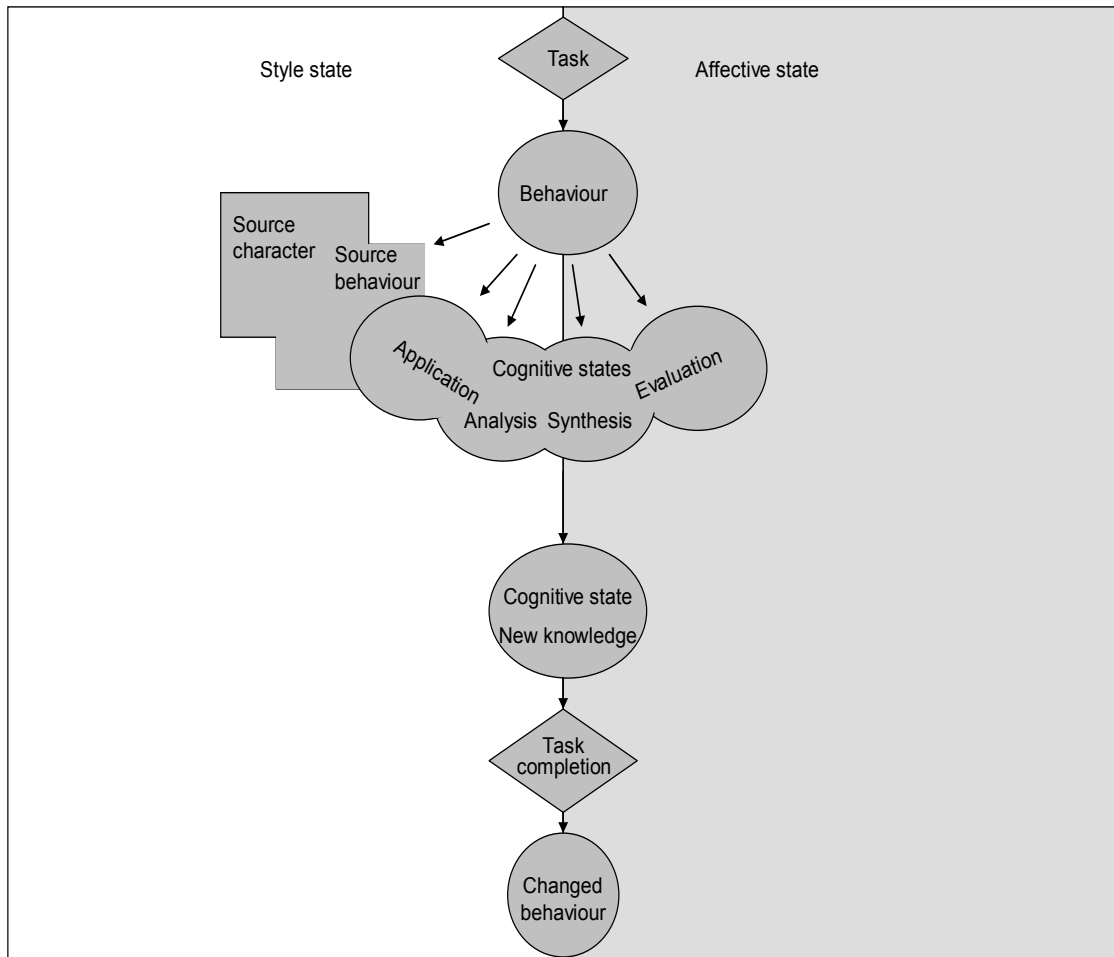 Task
Style state
Affective state
Behaviour
Source
character
Source
behaviour
Application
Cognitive states
Evaluation
Analysis
Synthesis
Cognitive state
New knowledge
Task
completion
Changed
behaviour